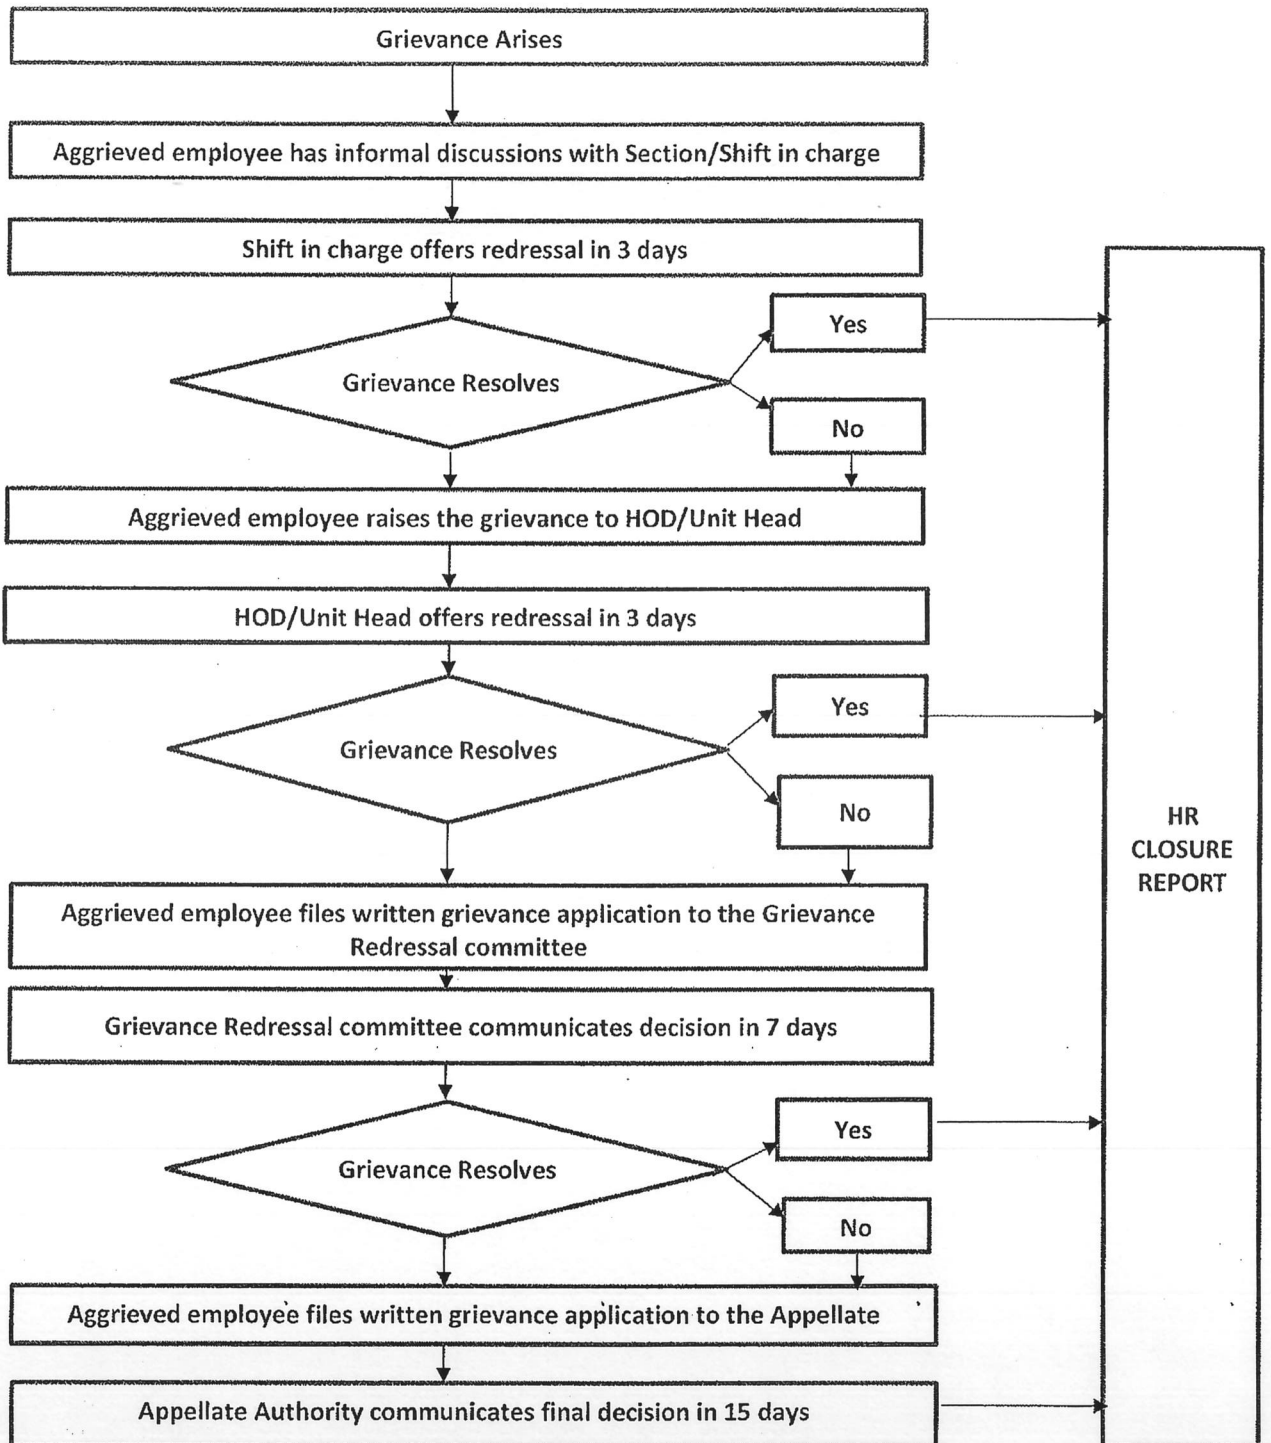 Grievance Arises
Aggrieved employee has informal discussions with Section/Shift in charge
Shift in charge offers redressal in 3 days
Yes
Grievance Resolves
No
Aggrieved employee raises the grievance to HOD/Unit Head
HOD/Unit Head offers redressal in 3 days
Yes
Grievance Resolves
No
HR
CLOSURE
REPORT
Aggrieved employee files written grievance application to the Grievance
Redressal committee
Grievance Redressal committee communicates decision in 7 days
Yes
Grievance Resolves
No
Aggrieved employee files written grievance application to the Appellate
Appellate Authority communicates final decision in 15 days